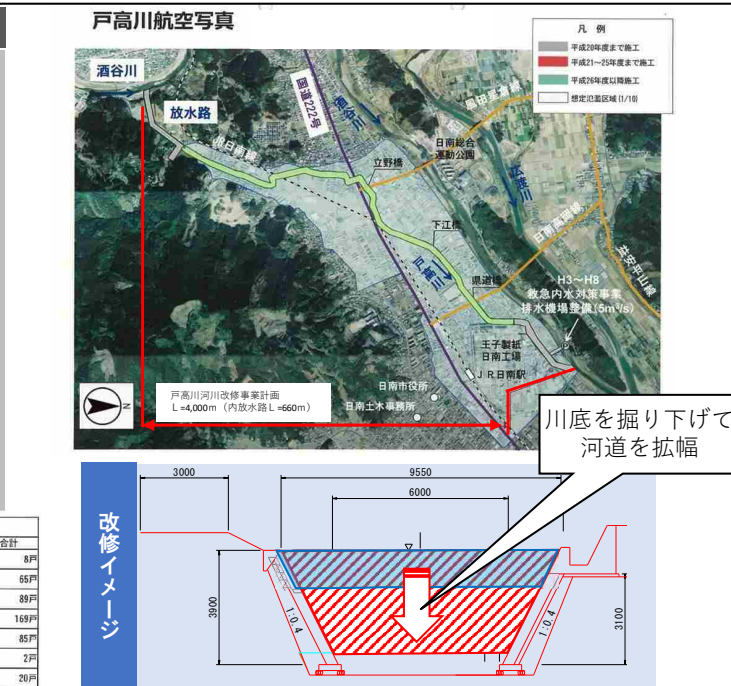 戸高川航空写真
凡 例
平成20年度まで施工
平成21～25年度まで施工
平成26年度以降施工
想定氾濫区域(1/10)
酒谷川
放水路
国道222号
酒谷川
JR日南線
日南総合
運動公園
広渡川
立野橋
下江橋
日南高岡線
戸高川
県道橋
H3～H8
救急内水対策事業
排水機場整備(5m³/s)
P
王子製紙
日南工場
JR日南駅
日南市役所
日南土木事務所
N
戸高川河川改修事業計画
L=4,000m（内放水路L=660m）
川底を掘り下げて
河道を拡幅
改修イメージ
3000
9550
6000
3900
1:0.4
1:0.4
3100
合計
8戸
65戸
89戸
169戸
85戸
2戸
20戸